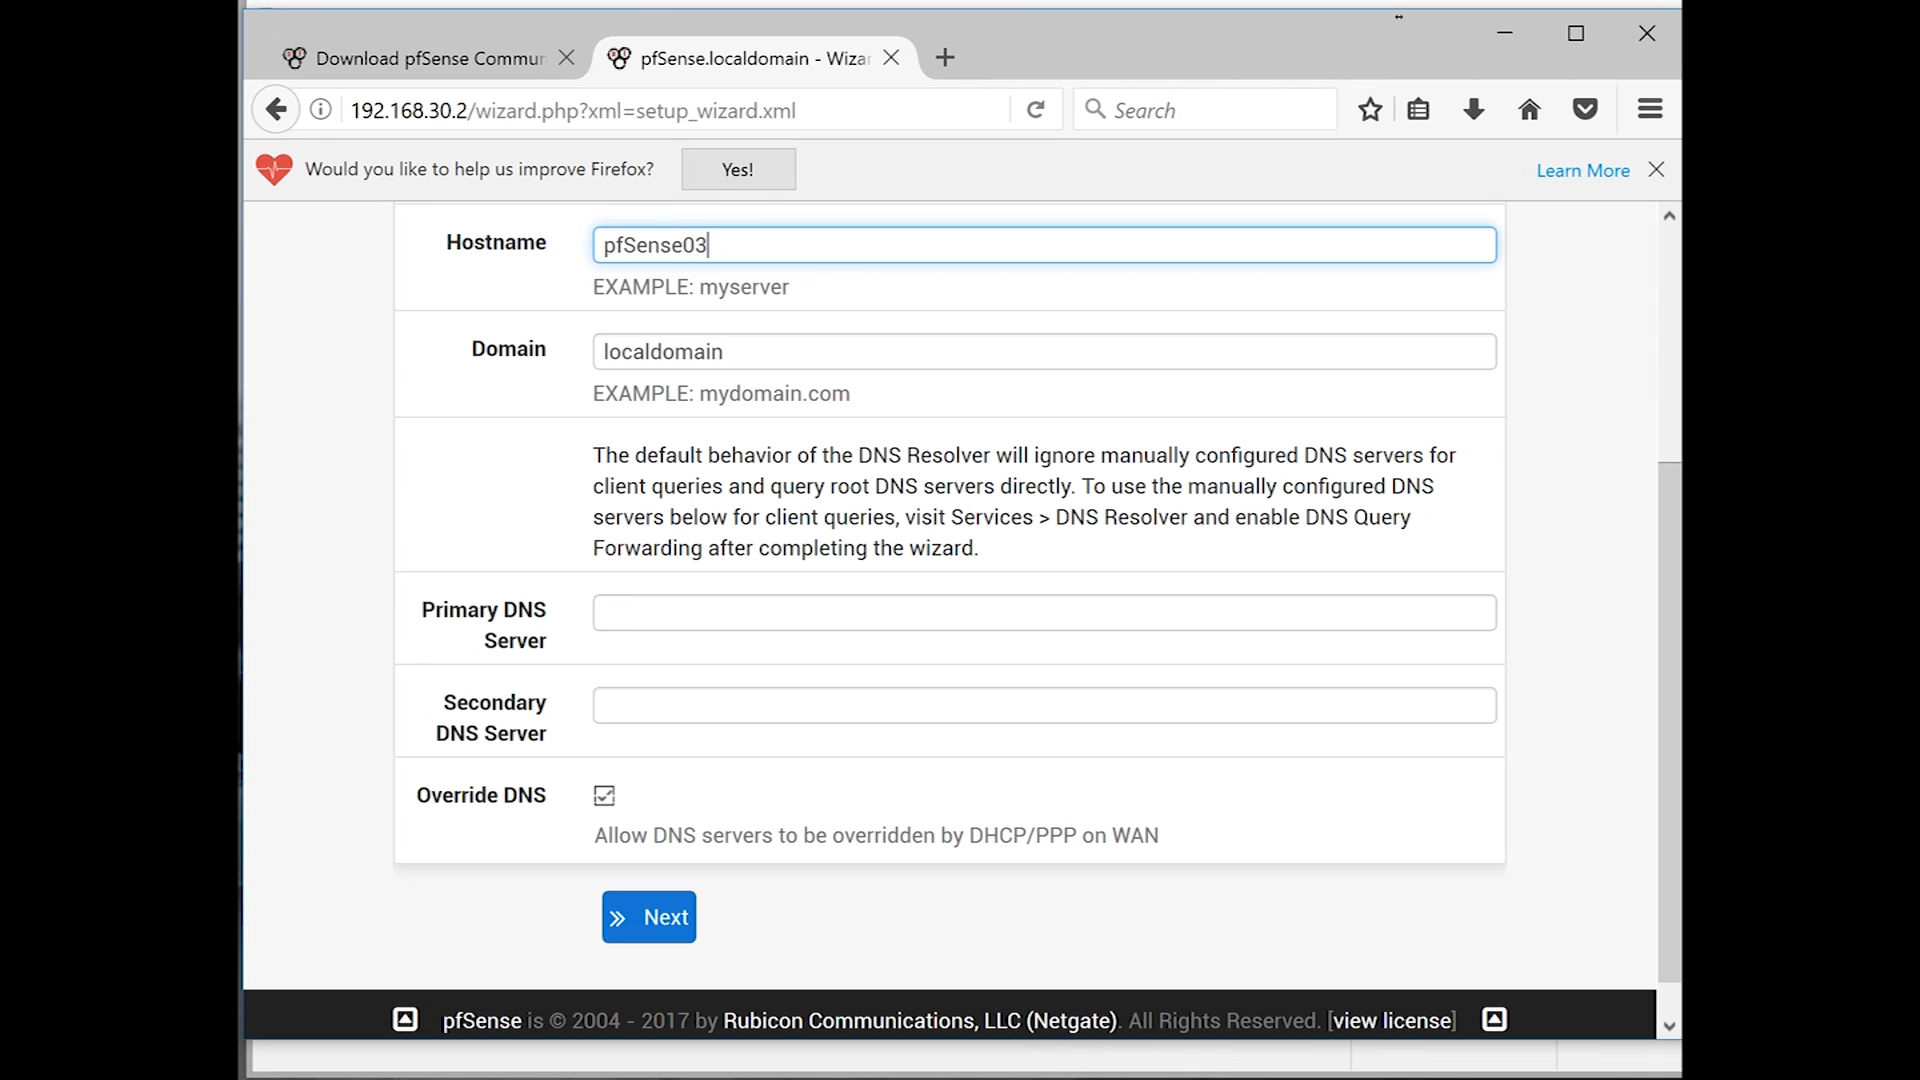 Download pfSense Commun
pfSense.localdomain - Wizar
192.168.30.2/wizard.php?xml=setup_wizard.xml
Search
Would you like to help us improve Firefox?
Yes!
Learn More
Hostname
pfSense03
EXAMPLE: myserver
Domain
localdomain
EXAMPLE: mydomain.com
The default behavior of the DNS Resolver will ignore manually configured DNS servers for
client queries and query root DNS servers directly. To use the manually configured DNS
servers below for client queries, visit Services > DNS Resolver and enable DNS Query
Forwarding after completing the wizard.
Primary DNS
Server
Secondary
DNS Server
Override DNS
Allow DNS servers to be overridden by DHCP/PPP on WAN
» Next
pfSense is © 2004 - 2017 by Rubicon Communications, LLC (Netgate). All Rights Reserved. [view license]